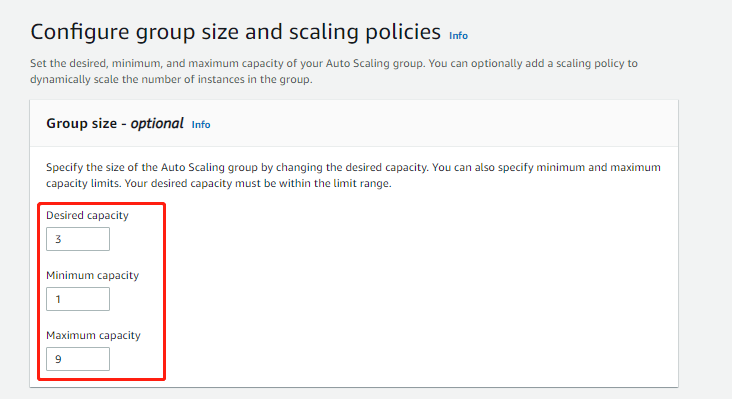 Configure group size and scaling policies Info
Set the desired, minimum, and maximum capacity of your Auto Scaling group. You can optionally add a scaling policy to
dynamically scale the number of instances in the group.
Group size - optional Info
Specify the size of the Auto Scaling group by changing the desired capacity. You can also specify minimum and maximum
capacity limits. Your desired capacity must be within the limit range.
Desired capacity
3
Minimum capacity
1
Maximum capacity
9